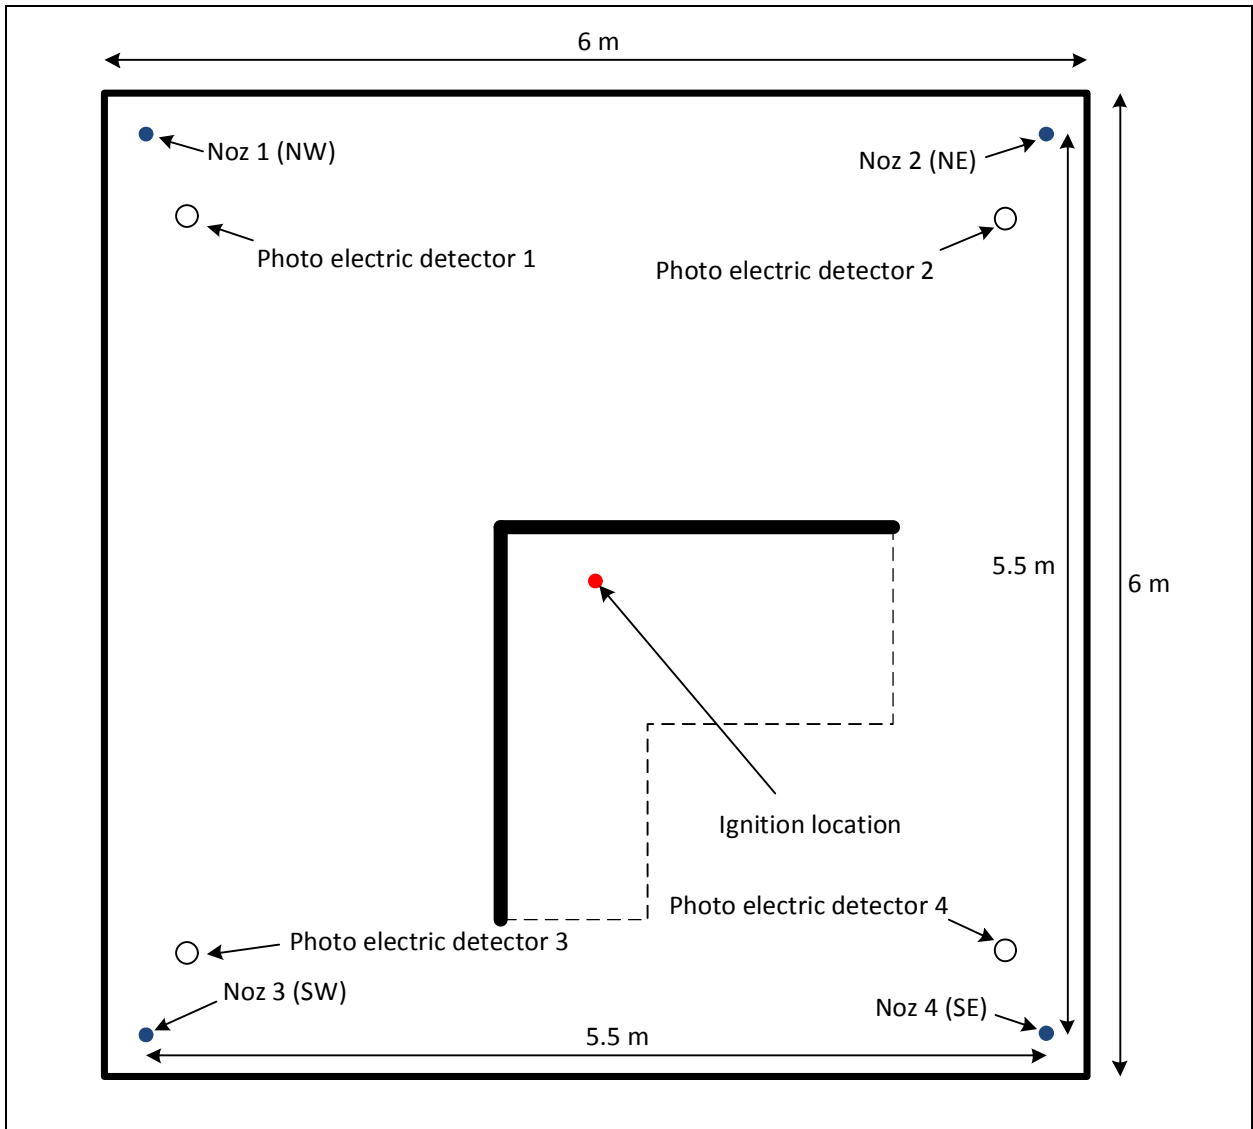 6 m
Noz 1 (NW)
Noz 2 (NE)
Photo electric detector 1
Photo electric detector 2
5.5 m
6 m
Ignition location
Photo electric detector 4
Photo electric detector 3
Noz 3 (SW)
Noz 4 (SE)
5.5 m